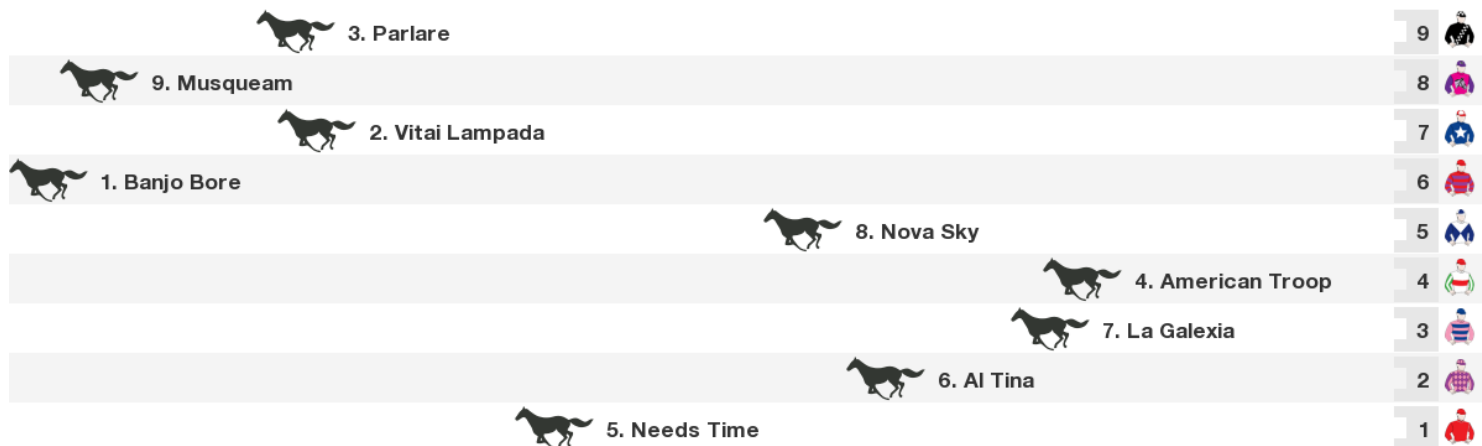 3. Parlare 9
9. Musqueam 8
2. Vitai Lampada 7
1. Banjo Bore 6
8. Nova Sky 5
4. American Troop 4
7. La Galexia 3
6. Al Tina 2
5. Needs Time 1